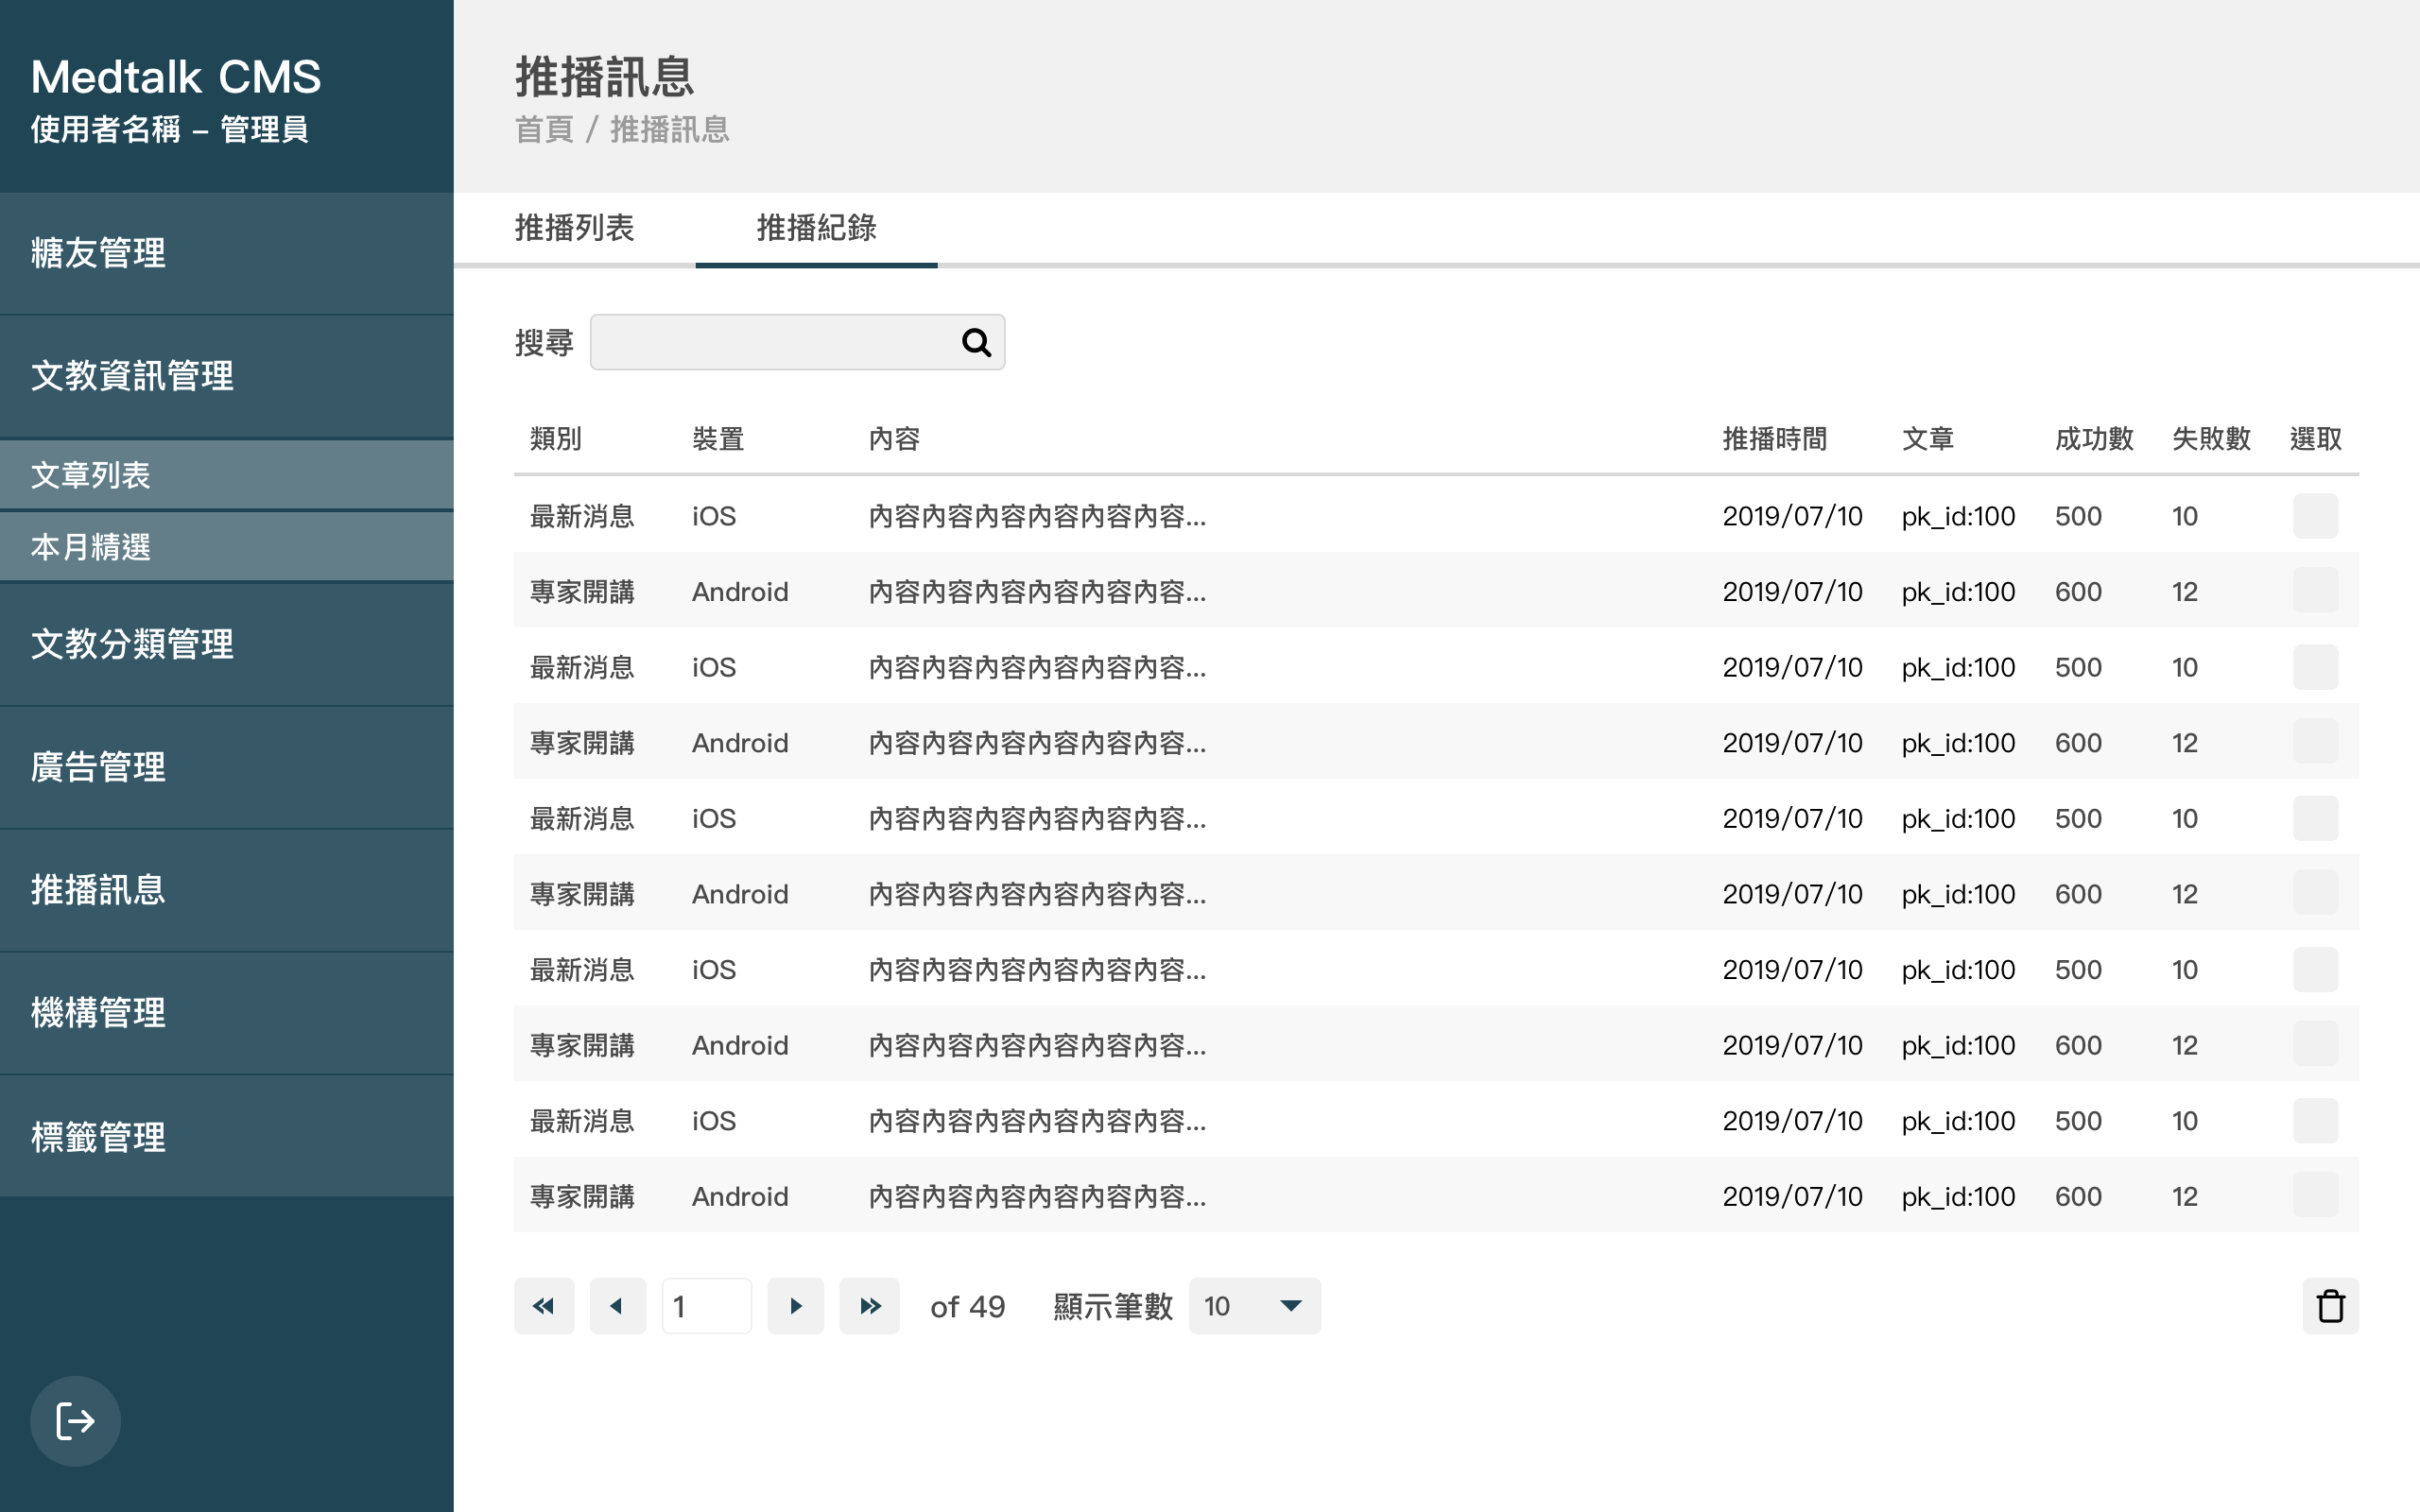 Medtalk CMS
使用者名稱 – 管理員
糖友管理
文教資訊管理
文章列表
本月精選
文教分類管理
廣告管理
推播訊息
機構管理
標籤管理
推播訊息
首頁 / 推播訊息
推播列表 推播紀錄
搜尋
類別 裝置 內容 推播時間 文章 成功數 失敗數 選取
最新消息 iOS 內容內容內容內容內容內容... 2019/07/10 pk_id:100 500 10
專家開講 Android 內容內容內容內容內容內容... 2019/07/10 pk_id:100 600 12
最新消息 iOS 內容內容內容內容內容內容... 2019/07/10 pk_id:100 500 10
專家開講 Android 內容內容內容內容內容內容... 2019/07/10 pk_id:100 600 12
最新消息 iOS 內容內容內容內容內容內容... 2019/07/10 pk_id:100 500 10
專家開講 Android 內容內容內容內容內容內容... 2019/07/10 pk_id:100 600 12
最新消息 iOS 內容內容內容內容內容內容... 2019/07/10 pk_id:100 500 10
專家開講 Android 內容內容內容內容內容內容... 2019/07/10 pk_id:100 600 12
最新消息 iOS 內容內容內容內容內容內容... 2019/07/10 pk_id:100 500 10
專家開講 Android 內容內容內容內容內容內容... 2019/07/10 pk_id:100 600 12
1 of 49 顯示筆數 10